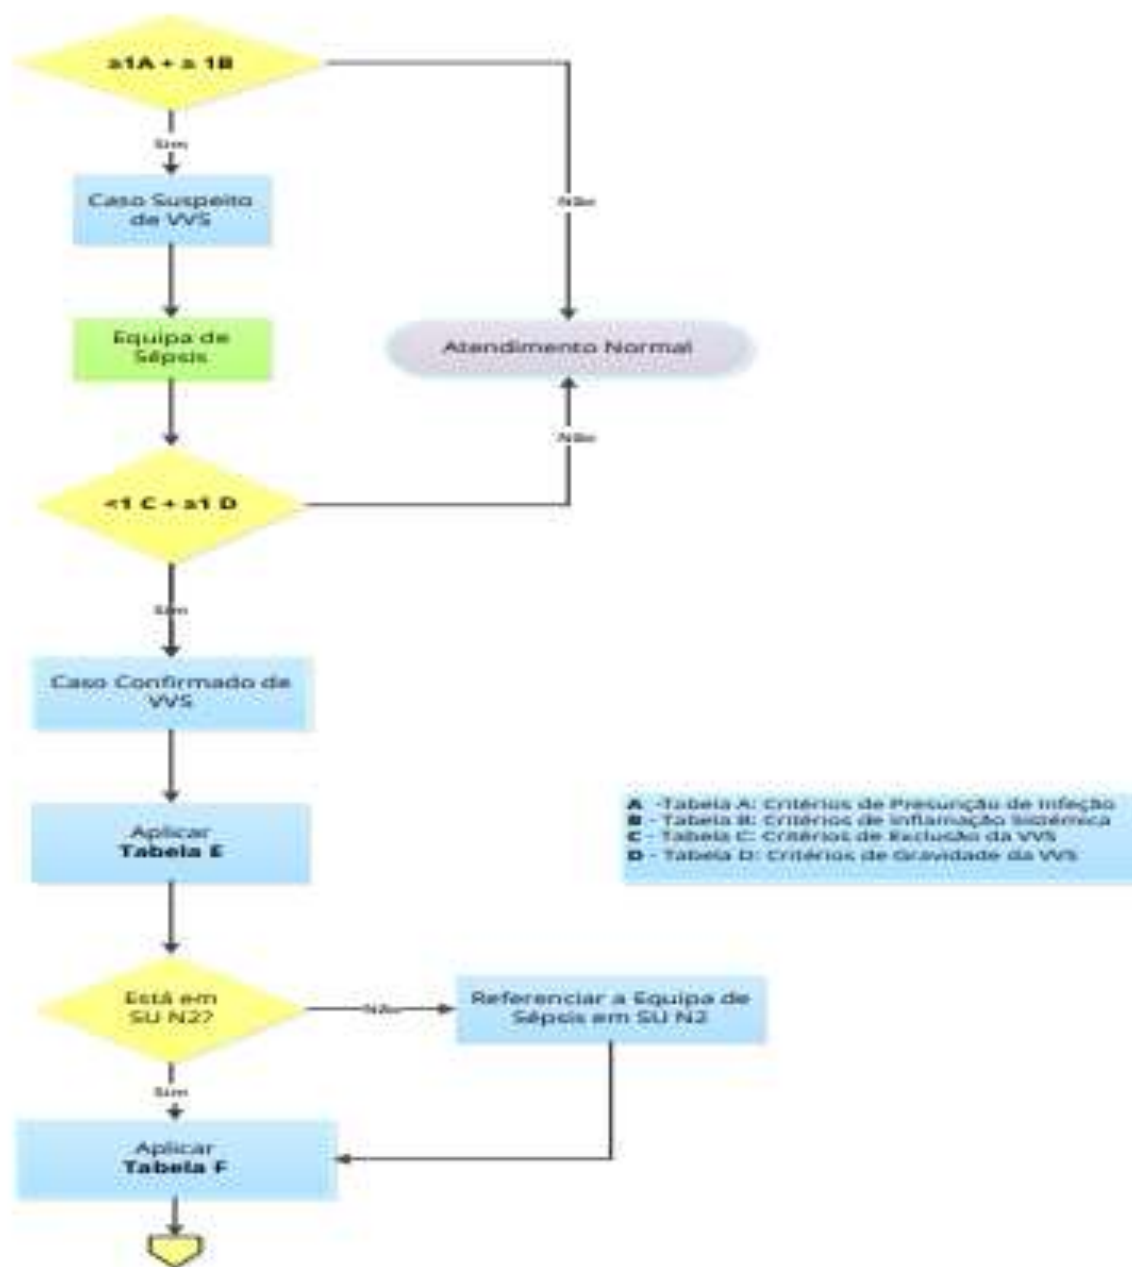 ≥1A + ≥ 1B
Sim
Não
Caso Suspeito
de VVS
Equipa de
Sépsis
Atendimento Normal
Não
<1 C + ≥1 D
Sim
Caso Confirmado de
VVS
Aplicar
Tabela E
A -Tabela A: Critérios de Presunção de Infeção
B - Tabela B: Critérios de Inflamação Sistémica
C - Tabela C: Critérios de Exclusão da VVS
D - Tabela D: Critérios de Gravidade da VVS
Está em
SU N2?
Não
Referenciar a Equipa de
Sépsis em SU N2
Sim
Aplicar
Tabela F